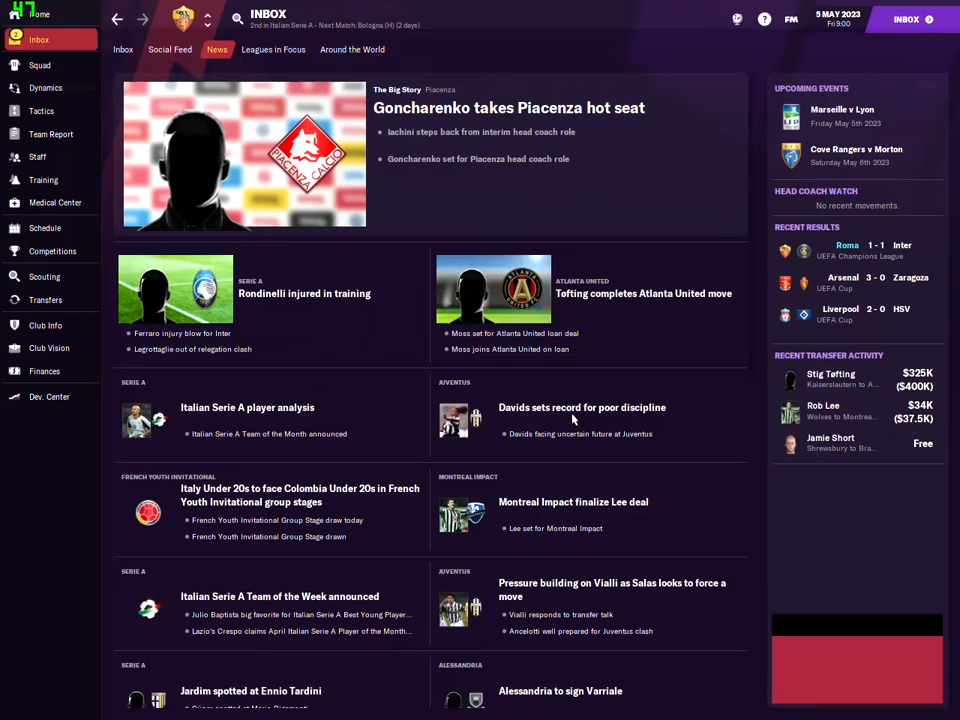 47
Home
INBOX
2nd in Italian Serie A - Next Match: Bologna (H) (2 days)
FM
5 MAY 2023
Fri 9:00
INBOX
2
Inbox
Squad
Dynamics
Tactics
Team Report
Staff
Training
Medical Center
Schedule
Competitions
Scouting
Transfers
Club Info
Club Vision
Finances
Dev. Center
Inbox
Social Feed
News
Leagues in Focus
Around the World
The Big Story Piacenza
Goncharenko takes Piacenza hot seat
Iachini steps back from interim head coach role
Goncharenko set for Piacenza head coach role
PIACENZA CALCIO
SERIE A
Rondinelli injured in training
Ferraro injury blow for Inter
Legrottaglie out of relegation clash
ATLANTA UNITED
Tofting completes Atlanta United move
Moss set for Atlanta United loan deal
Moss joins Atlanta United on loan
SERIE A
Italian Serie A player analysis
Italian Serie A Team of the Month announced
JUVENTUS
Davids sets record for poor discipline
Davids facing uncertain future at Juventus
FRENCH YOUTH INVITATIONAL
Italy Under 20s to face Colombia Under 20s in French
Youth Invitational group stages
French Youth Invitational Group Stage draw today
French Youth Invitational Group Stage drawn
MONTREAL IMPACT
Montreal Impact finalize Lee deal
Lee set for Montreal Impact
SERIE A
Italian Serie A Team of the Week announced
Julio Baptista big favorite for Italian Serie A Best Young Player...
Lazio's Crespo claims April Italian Serie A Player of the Month...
JUVENTUS
Pressure building on Vialli as Salas looks to force a
move
Vialli responds to transfer talk
Ancelotti well prepared for Juventus clash
SERIE A
Jardim spotted at Ennio Tardini
ALESSANDRIA
Alessandria to sign Varriale
UPCOMING EVENTS
Marseille v Lyon
Friday May 5th 2023
Cove Rangers v Morton
Saturday May 6th 2023
HEAD COACH WATCH
No recent movements.
RECENT RESULTS
Roma 1 - 1 Inter
UEFA Champions League
Arsenal 3 - 0 Zaragoza
UEFA Cup
Liverpool 2 - 0 HSV
UEFA Cup
RECENT TRANSFER ACTIVITY
Stig Tøfting $325K
Kaiserslautern to A... ($400K)
Rob Lee $34K
Wolves to Montrea... ($37.5K)
Jamie Short Free
Shrewsbury to Bra...